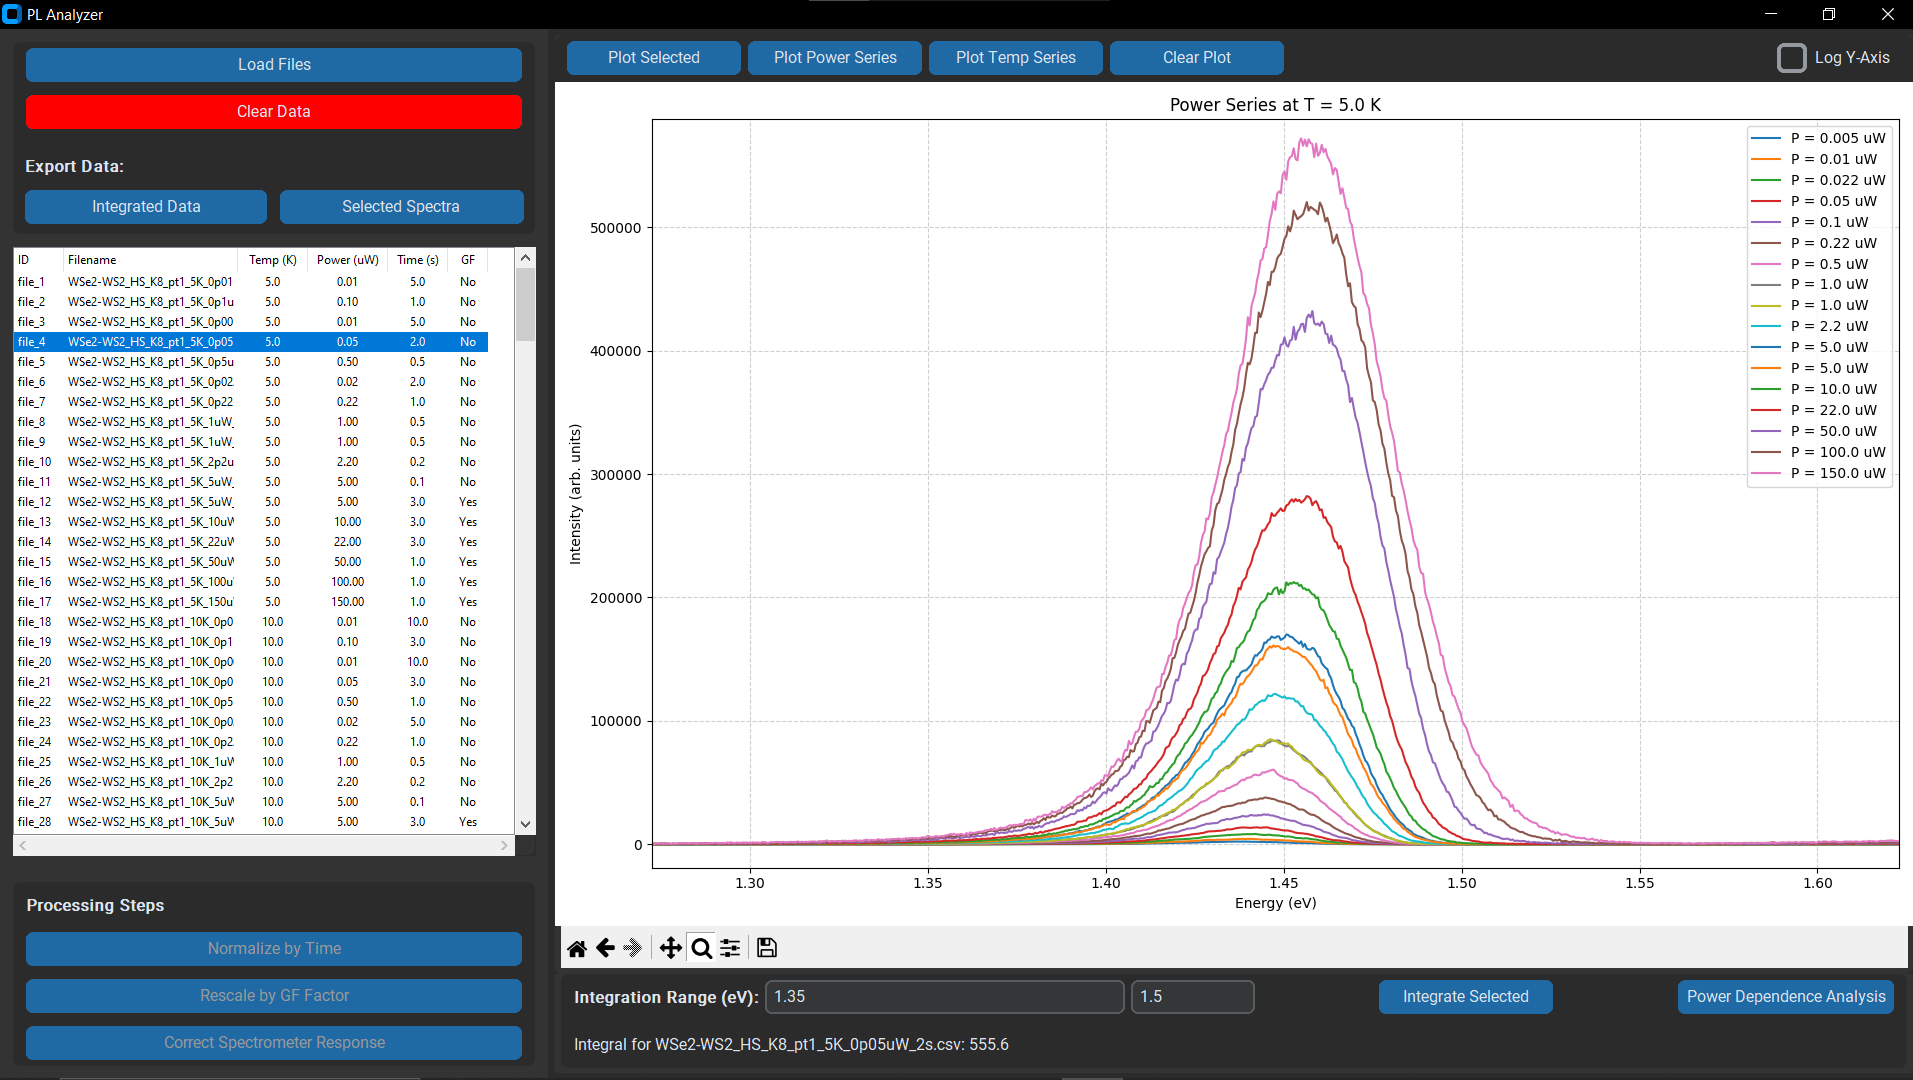 PL Analyzer
Load Files
Clear Data
Export Data:
Integrated Data Selected Spectra
ID Filename Temp (K) Power (uW) Time (s) GF
file_1 WSe2-WS2_HS_K8_pt1_5K_0p01 5.0 0.01 5.0 No
file_2 WSe2-WS2_HS_K8_pt1_5K_0p1u 5.0 0.10 1.0 No
file_3 WSe2-WS2_HS_K8_pt1_5K_0p00 5.0 0.01 5.0 No
file_4 WSe2-WS2_HS_K8_pt1_5K_0p05 5.0 0.05 2.0 No
file_5 WSe2-WS2_HS_K8_pt1_5K_0p5u 5.0 0.50 0.5 No
file_6 WSe2-WS2_HS_K8_pt1_5K_0p02 5.0 0.02 2.0 No
file_7 WSe2-WS2_HS_K8_pt1_5K_0p22 5.0 0.22 1.0 No
file_8 WSe2-WS2_HS_K8_pt1_5K_1uW_ 5.0 1.00 0.5 No
file_9 WSe2-WS2_HS_K8_pt1_5K_1uW_ 5.0 1.00 0.5 No
file_10 WSe2-WS2_HS_K8_pt1_5K_2p2u 5.0 2.20 0.2 No
file_11 WSe2-WS2_HS_K8_pt1_5K_5uW_ 5.0 5.00 0.1 No
file_12 WSe2-WS2_HS_K8_pt1_5K_5uW_ 5.0 5.00 3.0 Yes
file_13 WSe2-WS2_HS_K8_pt1_5K_10uW 5.0 10.00 3.0 Yes
file_14 WSe2-WS2_HS_K8_pt1_5K_22uW 5.0 22.00 3.0 Yes
file_15 WSe2-WS2_HS_K8_pt1_5K_50uW 5.0 50.00 1.0 Yes
file_16 WSe2-WS2_HS_K8_pt1_5K_100u 5.0 100.00 1.0 Yes
file_17 WSe2-WS2_HS_K8_pt1_5K_150u 5.0 150.00 1.0 Yes
file_18 WSe2-WS2_HS_K8_pt1_10K_0p0 10.0 0.01 10.0 No
file_19 WSe2-WS2_HS_K8_pt1_10K_0p1 10.0 0.10 3.0 No
file_20 WSe2-WS2_HS_K8_pt1_10K_0p0 10.0 0.01 10.0 No
file_21 WSe2-WS2_HS_K8_pt1_10K_0p0 10.0 0.05 3.0 No
file_22 WSe2-WS2_HS_K8_pt1_10K_0p5 10.0 0.50 1.0 No
file_23 WSe2-WS2_HS_K8_pt1_10K_0p0 10.0 0.02 5.0 No
file_24 WSe2-WS2_HS_K8_pt1_10K_0p2 10.0 0.22 1.0 No
file_25 WSe2-WS2_HS_K8_pt1_10K_1uW 10.0 1.00 0.5 No
file_26 WSe2-WS2_HS_K8_pt1_10K_2p2 10.0 2.20 0.2 No
file_27 WSe2-WS2_HS_K8_pt1_10K_5uW 10.0 5.00 0.1 No
file_28 WSe2-WS2_HS_K8_pt1_10K_5uW 10.0 5.00 3.0 Yes
Processing Steps
Normalize by Time
Rescale by GF Factor
Correct Spectrometer Response
Plot Selected Plot Power Series Plot Temp Series Clear Plot Log Y-Axis
Power Series at T = 5.0 K
P = 0.005 uW
P = 0.01 uW
P = 0.022 uW
P = 0.05 uW
P = 0.1 uW
P = 0.22 uW
P = 0.5 uW
P = 1.0 uW
P = 1.0 uW
P = 2.2 uW
P = 5.0 uW
P = 5.0 uW
P = 10.0 uW
P = 22.0 uW
P = 50.0 uW
P = 100.0 uW
P = 150.0 uW
Intensity (arb. units)
500000
400000
300000
200000
100000
0
1.30 1.35 1.40 1.45 1.50 1.55 1.60
Energy (eV)
Integration Range (eV): 1.35 1.5 Integrate Selected Power Dependence Analysis
Integral for WSe2-WS2_HS_K8_pt1_5K_0p05uW_2s.csv: 555.6